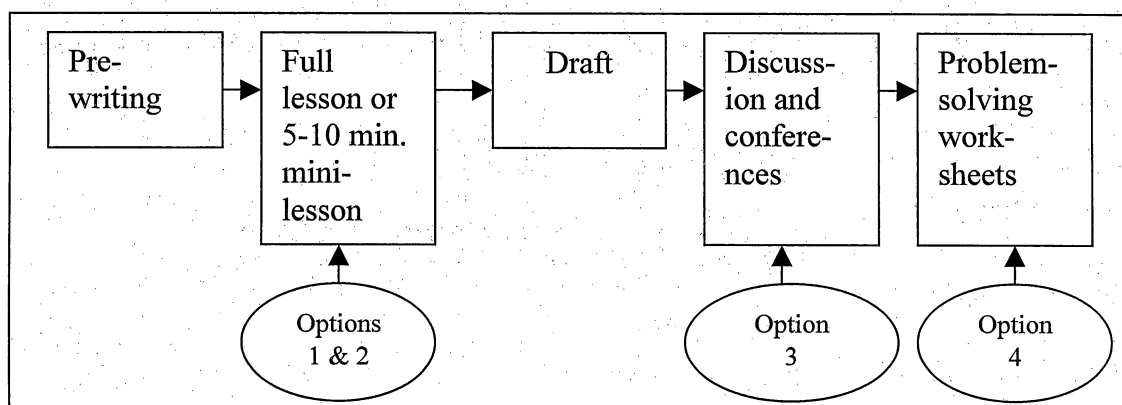 Pre-
writing
Full
lesson or
5-10 min.
mini-
lesson
Draft
Discuss-
ion and
confere-
nces
Problem-
solving
work-
sheets
Options
1 & 2
Option
3
Option
4